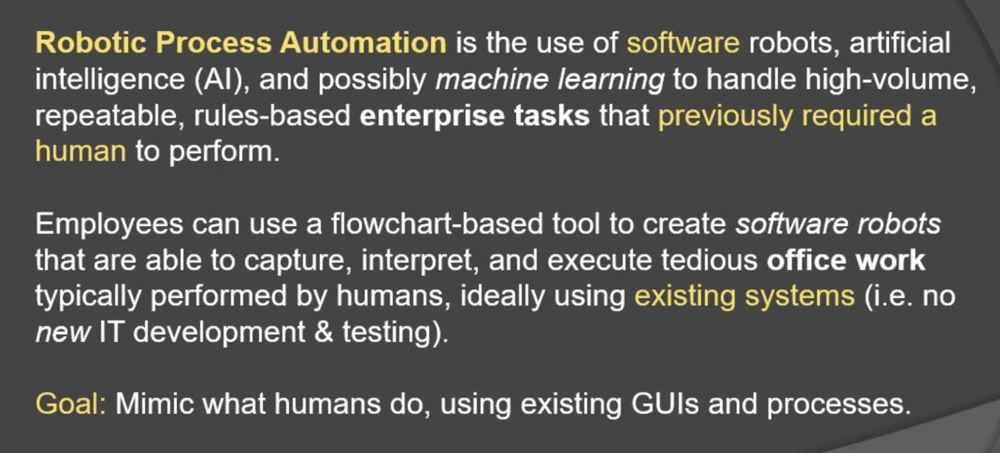 Robotic Process Automation is the use of software robots, artificial
intelligence (AI), and possibly machine learning to handle high-volume,
repeatable, rules-based enterprise tasks that previously required a
human to perform.
Employees can use a flowchart-based tool to create software robots
that are able to capture, interpret, and execute tedious office work
typically performed by humans, ideally using existing systems (i.e. no
new IT development & testing).
Goal: Mimic what humans do, using existing GUIs and processes.